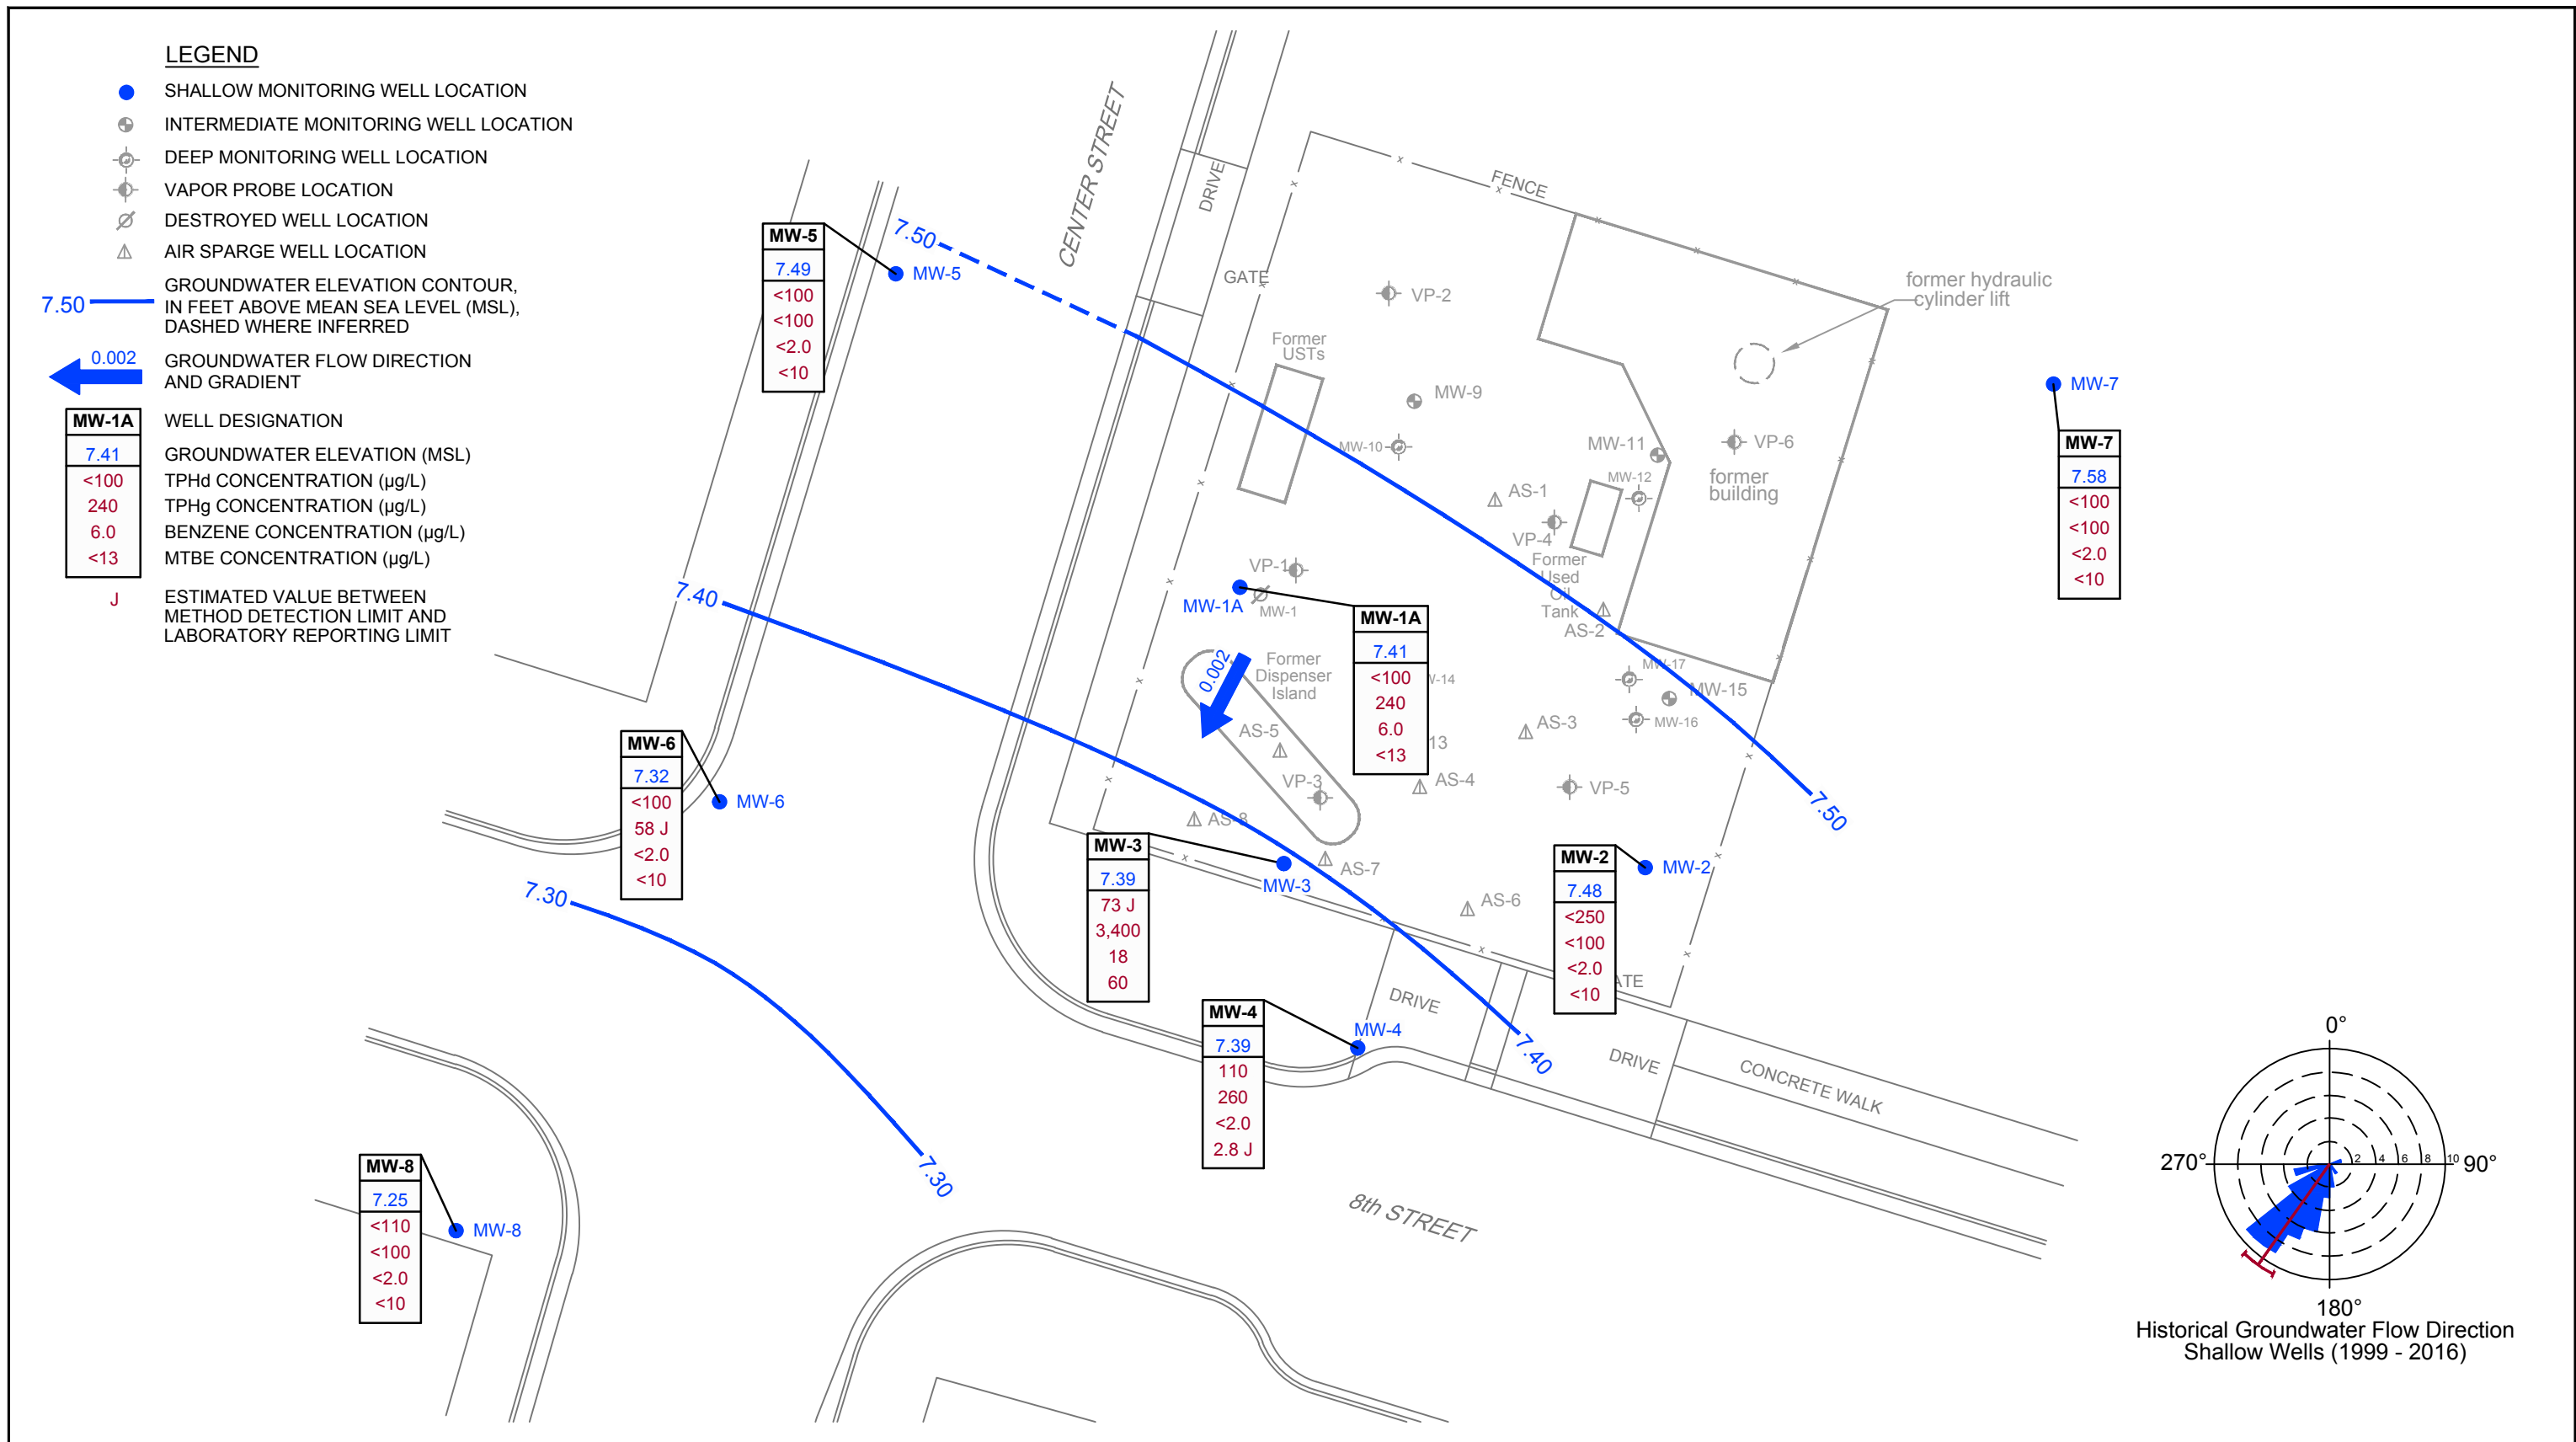 LEGEND
SHALLOW MONITORING WELL LOCATION
INTERMEDIATE MONITORING WELL LOCATION
DEEP MONITORING WELL LOCATION
VAPOR PROBE LOCATION
DESTROYED WELL LOCATION
AIR SPARGE WELL LOCATION
7.50
GROUNDWATER ELEVATION CONTOUR,
IN FEET ABOVE MEAN SEA LEVEL (MSL),
DASHED WHERE INFERRED
0.002
GROUNDWATER FLOW DIRECTION
AND GRADIENT
MW-1A WELL DESIGNATION
7.41 GROUNDWATER ELEVATION (MSL)
<100 TPHd CONCENTRATION (µg/L)
240 TPHg CONCENTRATION (µg/L)
6.0 BENZENE CONCENTRATION (µg/L)
<13 MTBE CONCENTRATION (µg/L)
J ESTIMATED VALUE BETWEEN
METHOD DETECTION LIMIT AND
LABORATORY REPORTING LIMIT
CENTER STREET
DRIVE
FENCE
GATE
MW-5
7.49
<100
<100
<2.0
<10
MW-5
7.50
VP-2
former hydraulic
cylinder lift
Former
USTs
MW-9
MW-10
MW-11
MW-12
VP-6
former
building
AS-1
VP-4
Former
Used
Oil
Tank
AS-2
MW-7
MW-7
7.58
<100
<100
<2.0
<10
7.40
VP-1
MW-1A
MW-1
MW-1A
7.41
<100
240
6.0
<13
0.002
Former
Dispenser
Island
-14
MW-17
MW-15
MW-16
AS-5
AS-3
13
VP-3
AS-4
VP-5
7.50
MW-6
7.32
<100
58 J
<2.0
<10
MW-6
AS-8
MW-3
7.39
73 J
3,400
18
60
MW-3
AS-7
AS-6
MW-2
7.48
<250
<100
<2.0
<10
MW-2
ATE
7.30
DRIVE
MW-4
7.39
110
260
<2.0
2.8 J
MW-4
7.40
DRIVE
CONCRETE WALK
7.30
8th STREET
MW-8
7.25
<110
<100
<2.0
<10
MW-8
0°
270°
2 4 6 8 10
90°
180°
Historical Groundwater Flow Direction
Shallow Wells (1999 - 2016)